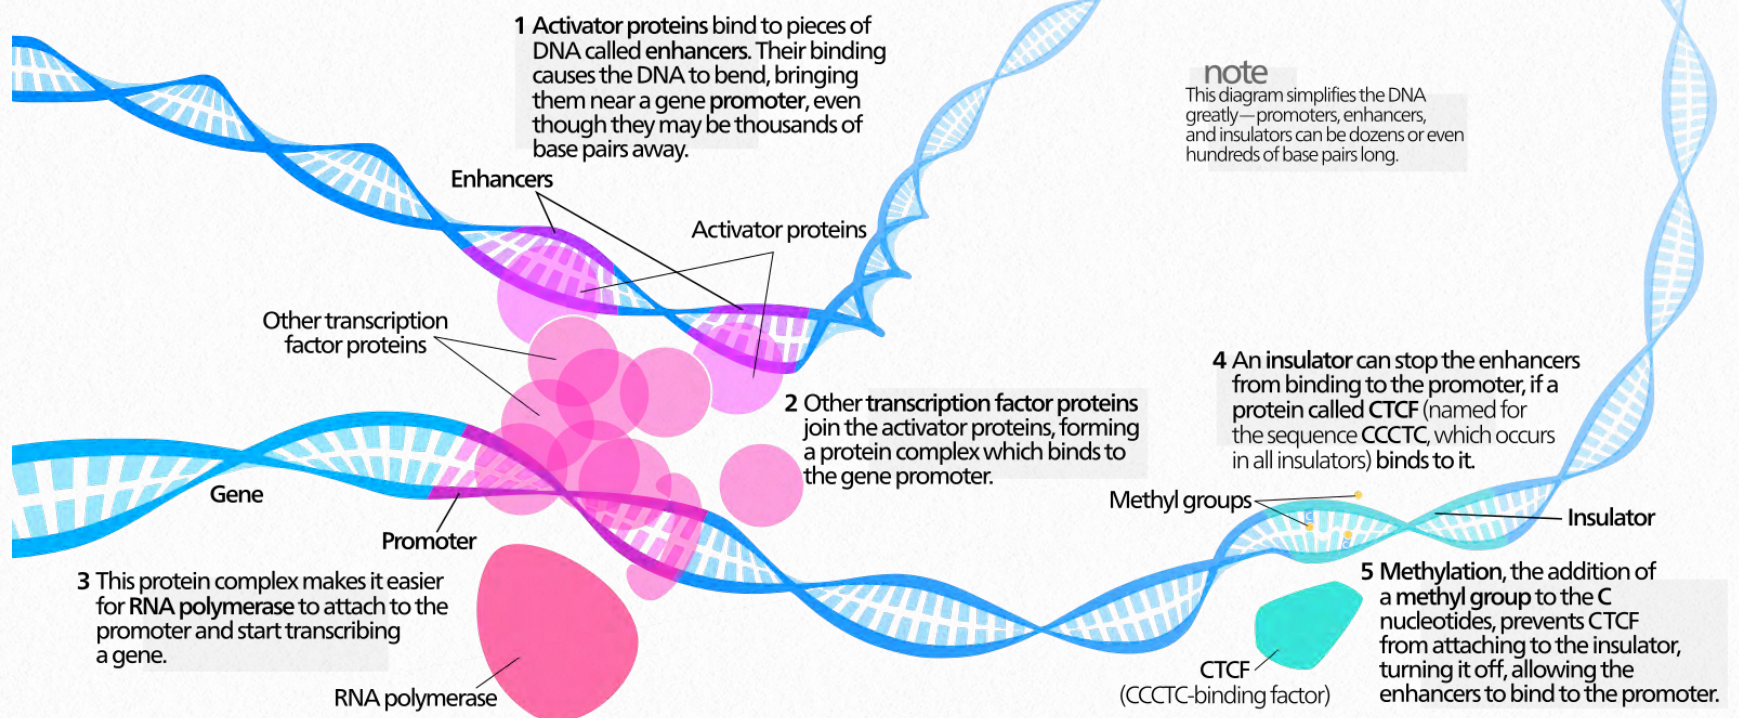 1 Activator proteins bind to pieces of
DNA called enhancers. Their binding
causes the DNA to bend, bringing
them near a gene promoter, even
though they may be thousands of
base pairs away.
note
This diagram simplifies the DNA
greatly—promoters, enhancers,
and insulators can be dozens or even
hundreds of base pairs long.
Enhancers
Activator proteins
Other transcription
factor proteins
2 Other transcription factor proteins
join the activator proteins, forming
a protein complex which binds to
the gene promoter.
4 An insulator can stop the enhancers
from binding to the promoter, if a
protein called CTCF (named for
the sequence CCCTC, which occurs
in all insulators) binds to it.
Gene
Promoter
Methyl groups
C
Insulator
3 This protein complex makes it easier
for RNA polymerase to attach to the
promoter and start transcribing
a gene.
RNA polymerase
CTCF
(CCCTC-binding factor)
5 Methylation, the addition of
a methyl group to the C
nucleotides, prevents CTCF
from attaching to the insulator,
turning it off, allowing the
enhancers to bind to the promoter.